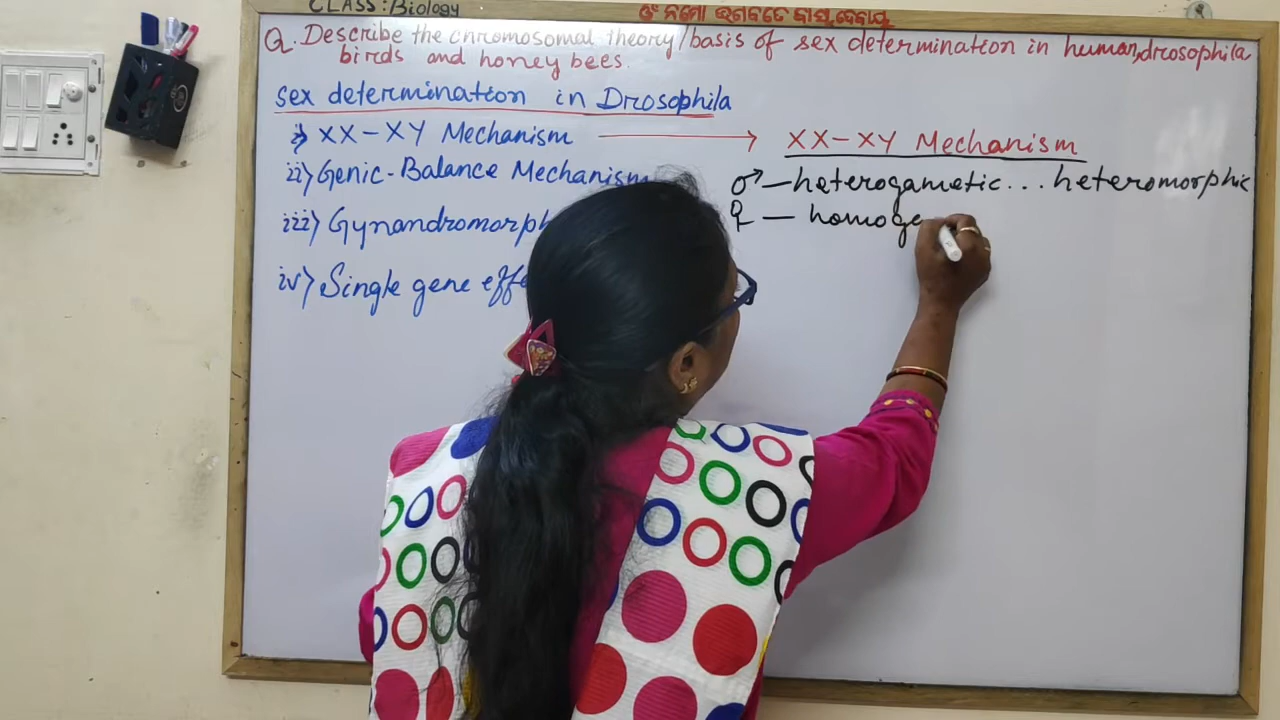 CLASS: Biology
ଓଁ ନମୋ ଭଗବତେ ବାସୁଦେବାୟ
Q. Describe the chromosomal theory/basis of sex determination in human, drosophila
birds and honey bees.
sex determination in Drosophila
i> XX-XY Mechanism → XX-XY Mechanism
ii> Genic-Balance Mechanism
♂ — heterogametic... heteromorphic
iii> Gynandromorph
♀ — homoge
iv> Single gene effe